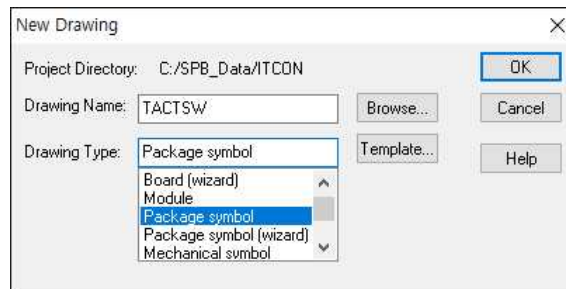 New Drawing
Project Directory: C:/SPB_Data/ITCON OK
Drawing Name: TACTSW Browse... Cancel
Drawing Type: Package symbol Template... Help
Board (wizard)
Module
Package symbol
Package symbol (wizard)
Mechanical symbol